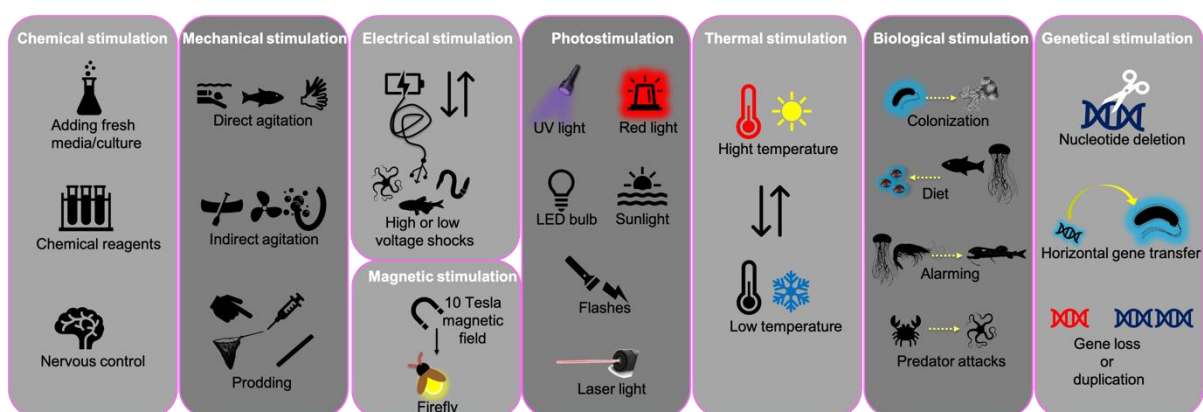 Chemical stimulation
Adding fresh
media/culture
Chemical reagents
Nervous control
Mechanical stimulation
Direct agitation
Indirect agitation
Prodding
Electrical stimulation
High or low
voltage shocks
Magnetic stimulation
10 Tesla
magnetic
field
Firefly
Photostimulation
UV light
Red light
LED bulb
Sunlight
Flashes
Laser light
Thermal stimulation
Hight temperature
Low temperature
Biological stimulation
Colonization
Diet
Alarming
Predator attacks
Genetical stimulation
Nucleotide deletion
Horizontal gene transfer
Gene loss
or
duplication